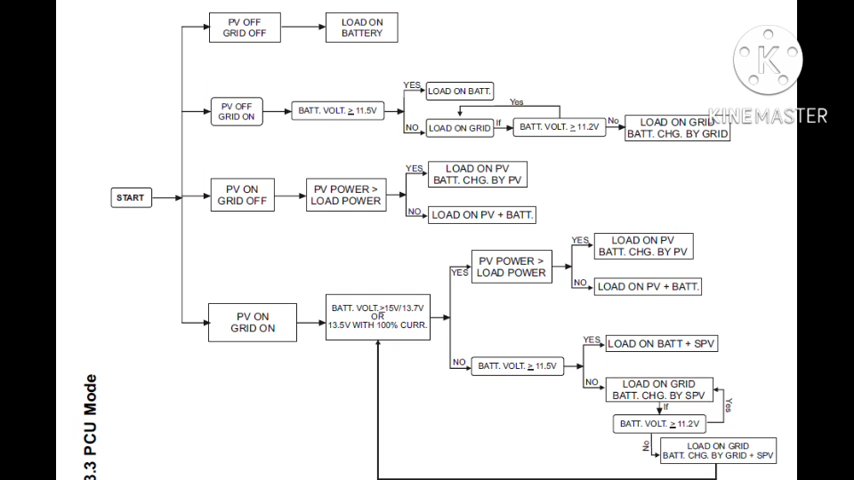 PV OFF
GRID OFF
LOAD ON
BATTERY
K
KINEMASTER
PV OFF
GRID ON
BATT. VOLT. ≥ 11.5V
YES
LOAD ON BATT.
NO
LOAD ON GRID
If
Yes
BATT. VOLT. ≥ 11.2V
No
LOAD ON GRID
BATT. CHG. BY GRID
START
PV ON
GRID OFF
PV POWER >
LOAD POWER
YES
LOAD ON PV
BATT. CHG. BY PV
NO
LOAD ON PV + BATT.
PV ON
GRID ON
BATT. VOLT.≥15V/13.7V
OR
13.5V WITH 100% CURR.
YES
PV POWER >
LOAD POWER
YES
LOAD ON PV
BATT. CHG. BY PV
NO
LOAD ON PV + BATT.
NO
BATT. VOLT. ≥ 11.5V
YES
LOAD ON BATT + SPV
NO
LOAD ON GRID
BATT. CHG. BY SPV
If
Yes
BATT. VOLT. ≥ 11.2V
No
LOAD ON GRID
BATT. CHG. BY GRID + SPV
3.3 PCU Mode